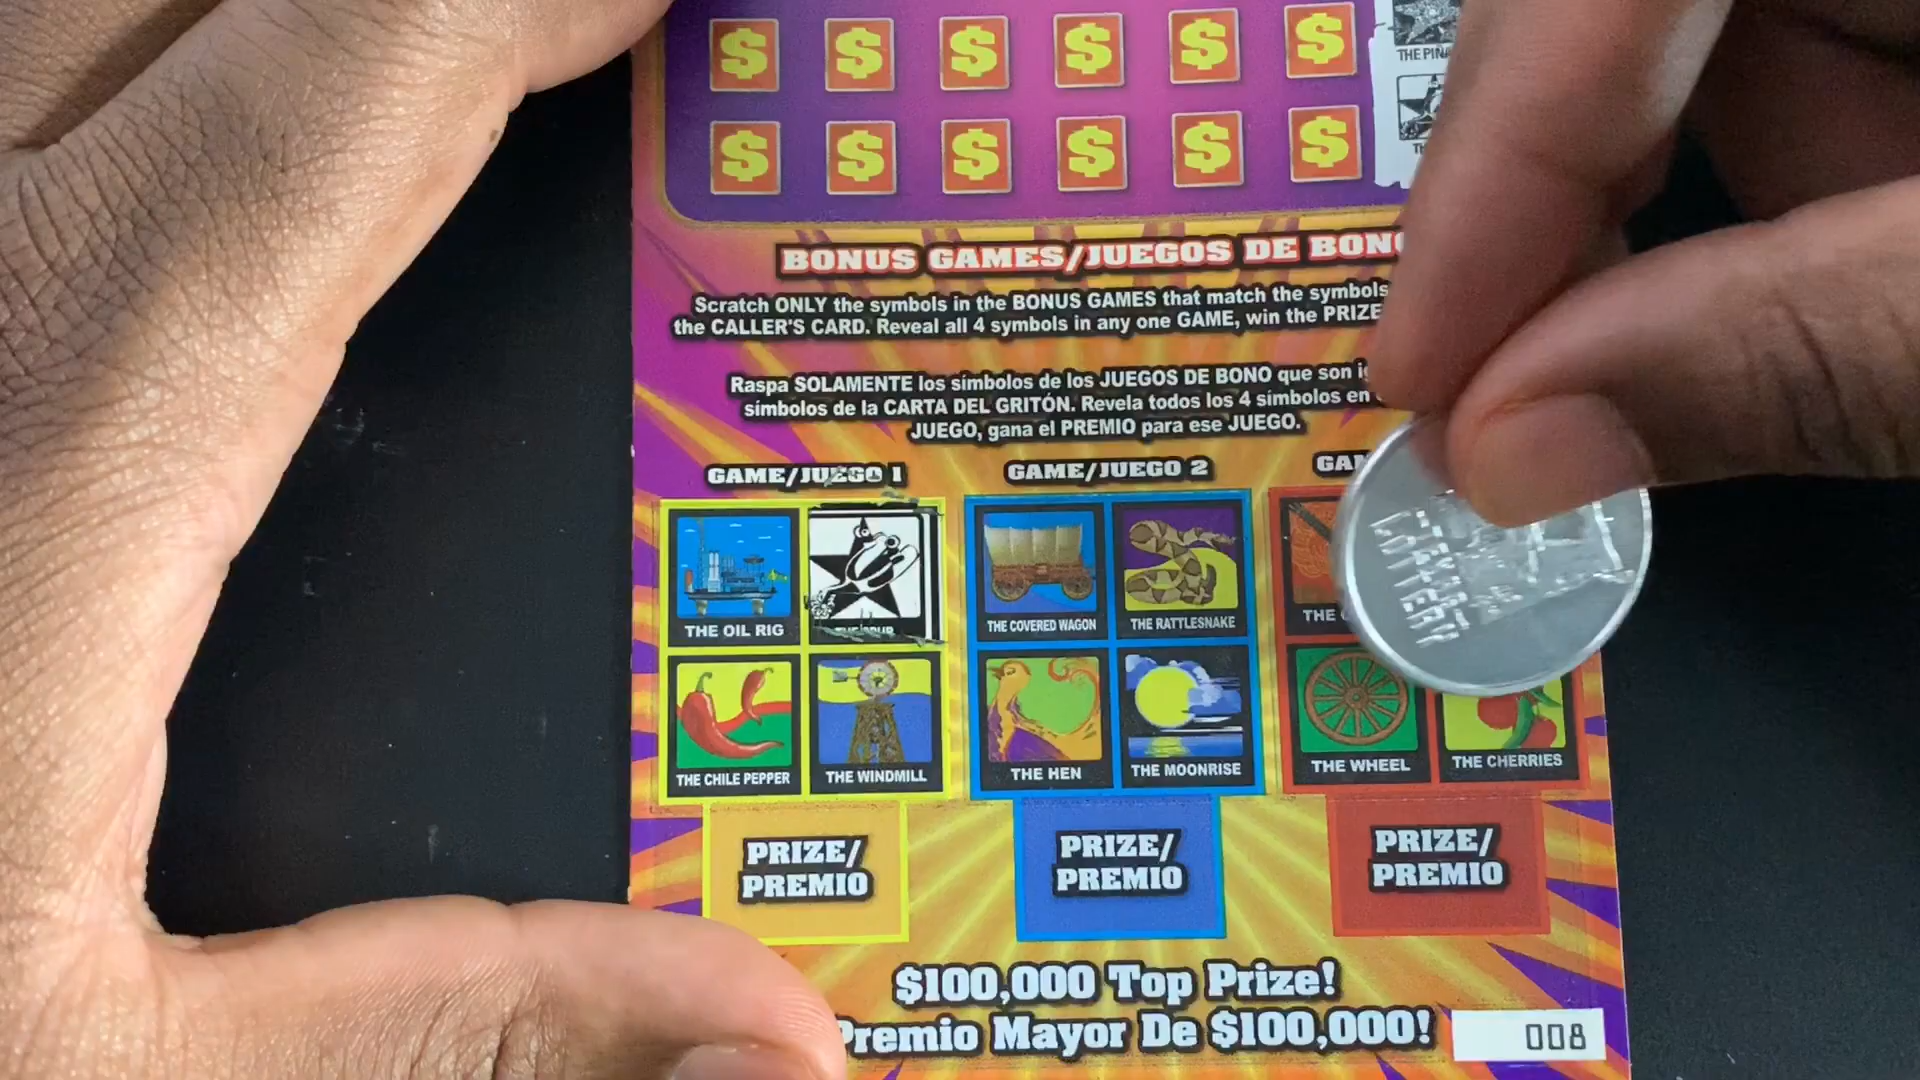 $ $ $ $ $ $
THE
$ $ $ $ $ $
BONUS GAMES/JUEGOS DE
Scratch ONLY the symbols in the BONUS GAMES that match the symbols
the CALLER'S CARD. Reveal all 4 symbols in any one GAME, win the PRIZE
Raspa SOLAMENTE los símbolos de los JUEGOS DE BONO que son
símbolos de la CARTA DEL GRITÓN. Revela todos los 4 símbolos en
JUEGO, gana el PREMIO para ese JUEGO.
GAME/JUEGO 1
GAME/JUEGO 2
THE OIL RIG
THE SPUR
THE COVERED WAGON
THE RATTLESNAKE
THE
TEXAS
LOTTERY
THE CHILE PEPPER
THE WINDMILL
THE HEN
THE MOONRISE
THE WHEEL
THE CHERRIES
PRIZE/
PREMIO
PRIZE/
PREMIO
PRIZE/
PREMIO
$100,000 Top Prize!
Premio Mayor De $100,000!
008